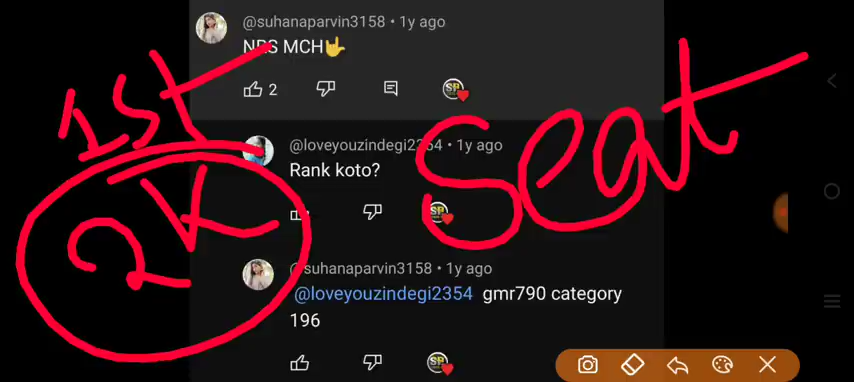 @suhanaparvin3158 • 1y ago
NRS MCH🤟
2
1st
@loveyouzindegi2354 • 1y ago
Rank koto?
Seat
2K
@suhanaparvin3158 • 1y ago
@loveyouzindegi2354 gmr790 category
196